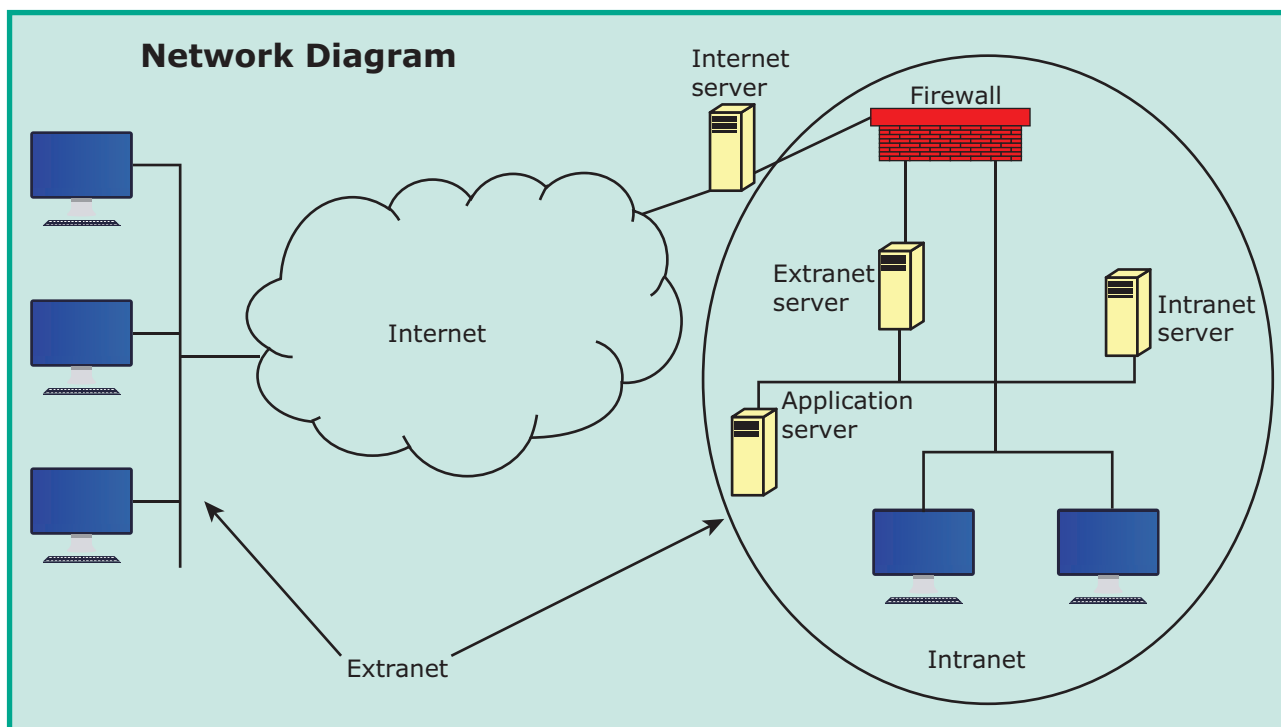 Network Diagram
Internet
server
Firewall
Extranet
server
Intranet
server
Internet
Application
server
Extranet
Intranet